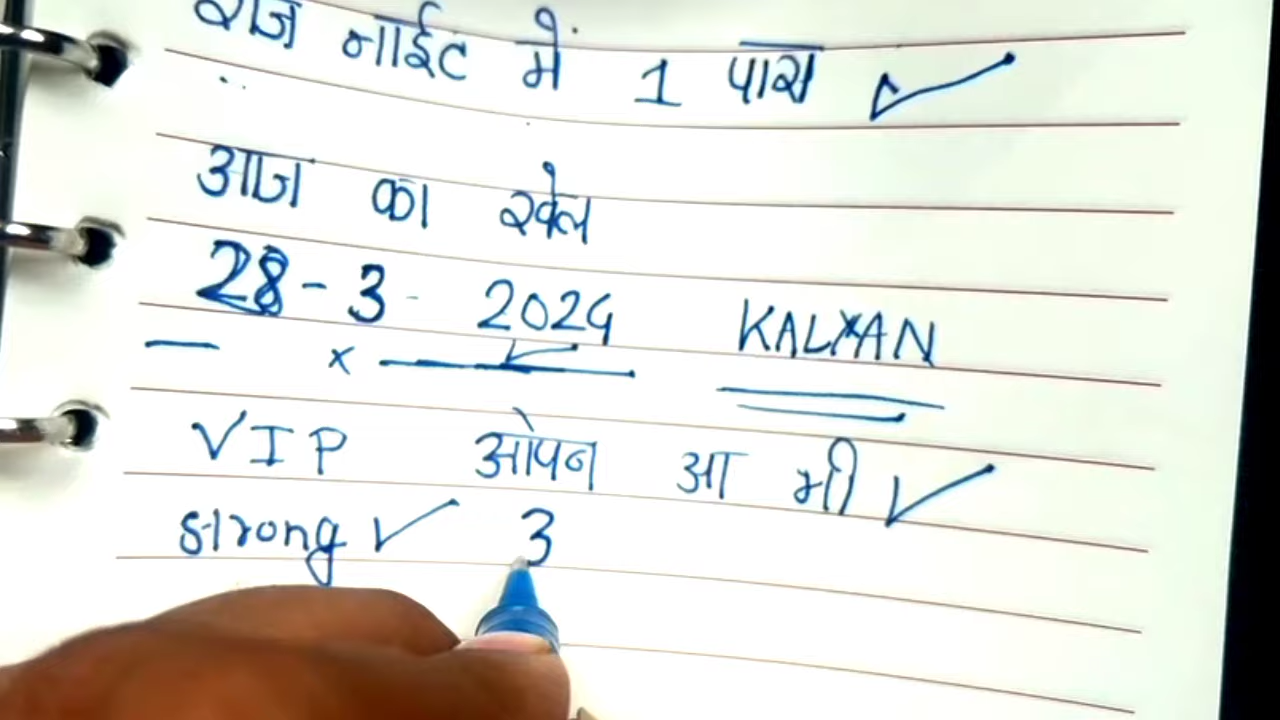 राज नाईट में 1 पास ✓
आज का खेल
28-3-2024 KALYAN
VIP ओपन आ भी ✓
strong ✓ 3